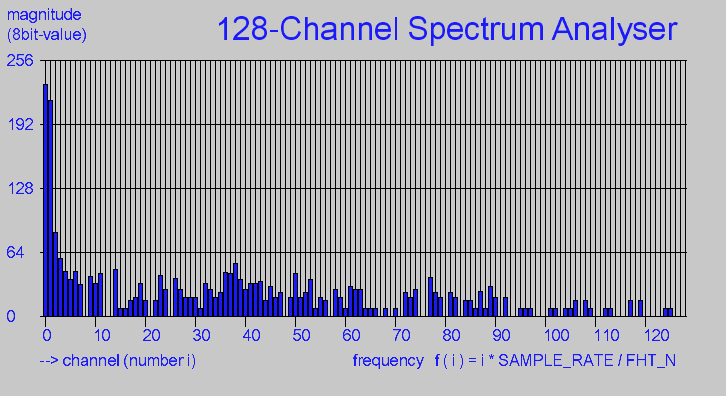 magnitude
(8bit-value)
128-Channel Spectrum Analyser
256
192
128
64
0
0 10 20 30 40 50 60 70 80 90 100 110 120
--> channel (number i)
frequency f ( i ) = i * SAMPLE_RATE / FHT_N